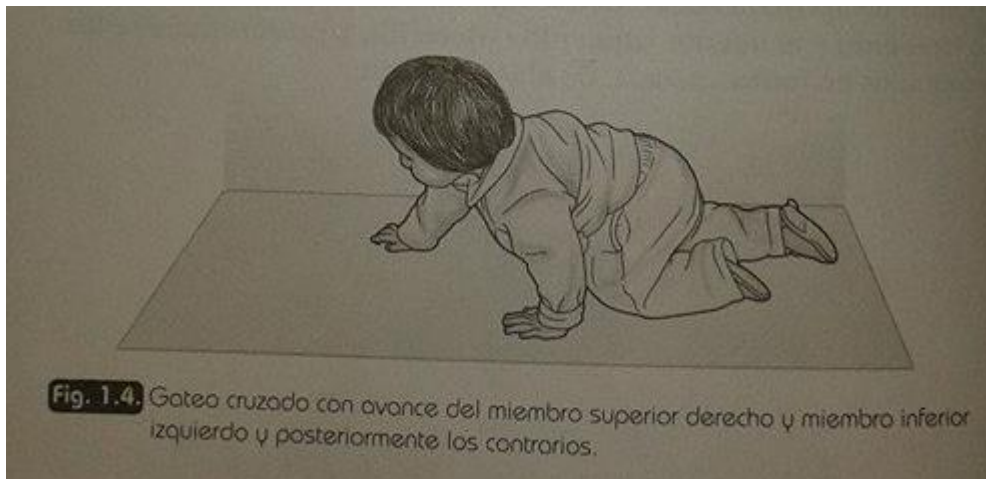 Fig. 1.4. Gateo cruzado con avance del miembro superior derecho y miembro inferior
izquierdo y posteriormente los contrarios.